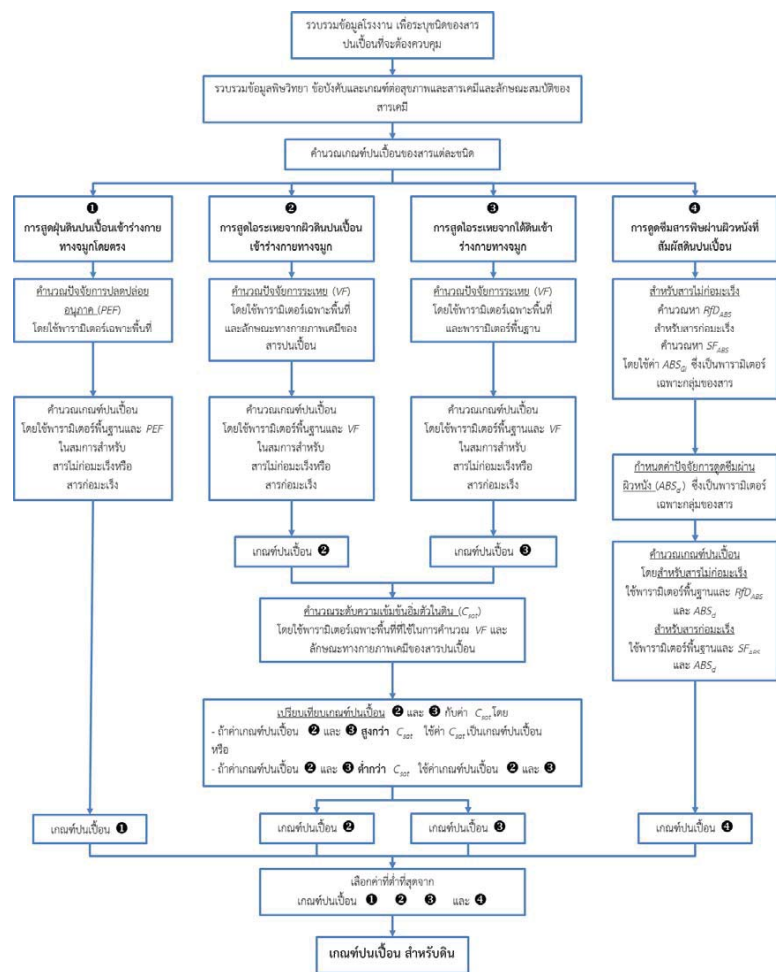 รวบรวมข้อมูลโรงงาน เพื่อระบุชนิดของสาร
ปนเปื้อนที่จะต้องควบคุม
รวบรวมข้อมูลพิษวิทยา ข้อบังคับและเกณฑ์ต่อสุขภาพและสารเคมีและลักษณะสมบัติของ
สารเคมี
คำนวณเกณฑ์ปนเปื้อนของสารแต่ละชนิด
❶
การสูดฝุ่นดินปนเปื้อนเข้าร่างกาย
ทางจมูกโดยตรง
คำนวณปัจจัยการปลดปล่อย
อนุภาค (PEF)
โดยใช้พารามิเตอร์เฉพาะพื้นที่
คำนวณเกณฑ์ปนเปื้อน
โดยใช้พารามิเตอร์พื้นฐานและ PEF
ในสมการสำหรับ
สารไม่ก่อมะเร็งหรือ
สารก่อมะเร็ง
❷
การสูดไอระเหยจากผิวดินปนเปื้อน
เข้าร่างกายทางจมูก
คำนวณปัจจัยการระเหย (VF)
โดยใช้พารามิเตอร์เฉพาะพื้นที่
และลักษณะทางกายภาพเคมีของ
สารปนเปื้อน
คำนวณเกณฑ์ปนเปื้อน
โดยใช้พารามิเตอร์พื้นฐานและ VF
ในสมการสำหรับ
สารไม่ก่อมะเร็งหรือ
สารก่อมะเร็ง
เกณฑ์ปนเปื้อน ❷
❸
การสูดไอระเหยจากใต้ดินเข้า
ร่างกายทางจมูก
คำนวณปัจจัยการระเหย (VF)
โดยใช้พารามิเตอร์เฉพาะพื้นที่
และพารามิเตอร์พื้นฐาน
คำนวณเกณฑ์ปนเปื้อน
โดยใช้พารามิเตอร์พื้นฐานและ VF
ในสมการสำหรับ
สารไม่ก่อมะเร็งหรือ
สารก่อมะเร็ง
เกณฑ์ปนเปื้อน ❸
❹
การดูดซึมสารพิษผ่านผิวหนังที่
สัมผัสดินปนเปื้อน
สำหรับสารไม่ก่อมะเร็ง
คำนวณหา RfD_ABS
สำหรับสารก่อมะเร็ง
คำนวณหา SF_ABS
โดยใช้ค่า ABS_GI ซึ่งเป็นพารามิเตอร์
เฉพาะกลุ่มของสาร
กำหนดค่าปัจจัยการดูดซึมผ่าน
ผิวหนัง (ABS_d) ซึ่งเป็นพารามิเตอร์
เฉพาะกลุ่มของสาร
คำนวณเกณฑ์ปนเปื้อน
โดยสำหรับสารไม่ก่อมะเร็ง
ใช้พารามิเตอร์พื้นฐานและ RfD_ABS
และ ABS_d
สำหรับสารก่อมะเร็ง
ใช้พารามิเตอร์พื้นฐานและ SF_ABS
และ ABS_d
คำนวณระดับความเข้มข้นอิ่มตัวในดิน (C_sat)
โดยใช้พารามิเตอร์เฉพาะพื้นที่ที่ใช้ในการคำนวณ VF และ
ลักษณะทางกายภาพเคมีของสารปนเปื้อน
เปรียบเทียบเกณฑ์ปนเปื้อน ❷ และ ❸ กับค่า C_sat โดย
- ถ้าค่าเกณฑ์ปนเปื้อน ❷ และ ❸ สูงกว่า C_sat ใช้ค่า C_sat เป็นเกณฑ์ปนเปื้อน
หรือ
- ถ้าค่าเกณฑ์ปนเปื้อน ❷ และ ❸ ต่ำกว่า C_sat ใช้ค่าเกณฑ์ปนเปื้อน ❷ และ ❸
เกณฑ์ปนเปื้อน ❶
เกณฑ์ปนเปื้อน ❷
เกณฑ์ปนเปื้อน ❸
เกณฑ์ปนเปื้อน ❹
เลือกค่าที่ต่ำที่สุดจาก
เกณฑ์ปนเปื้อน ❶ ❷ ❸ และ ❹
เกณฑ์ปนเปื้อน สำหรับดิน